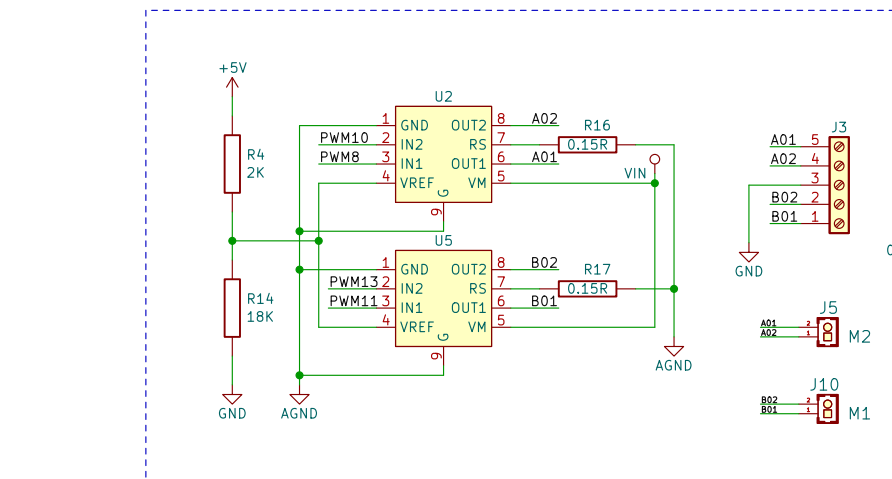 +5V
R4
2K
R14
18K
GND
AGND
U2
1 GND OUT2 8 A02
PWM10 2 IN2 RS 7
PWM8 3 IN1 OUT1 6 A01
4 VREF VM 5
G
9
R16
0.15R
VIN
U5
1 GND OUT2 8 B02
PWM13 2 IN2 RS 7
PWM11 3 IN1 OUT1 6 B01
4 VREF VM 5
G
9
R17
0.15R
AGND
J3
A01 5
A02 4
3
B02 2
B01 1
GND
J5
A01 2
A02 1
M2
J10
B02 2
B01 1
M1